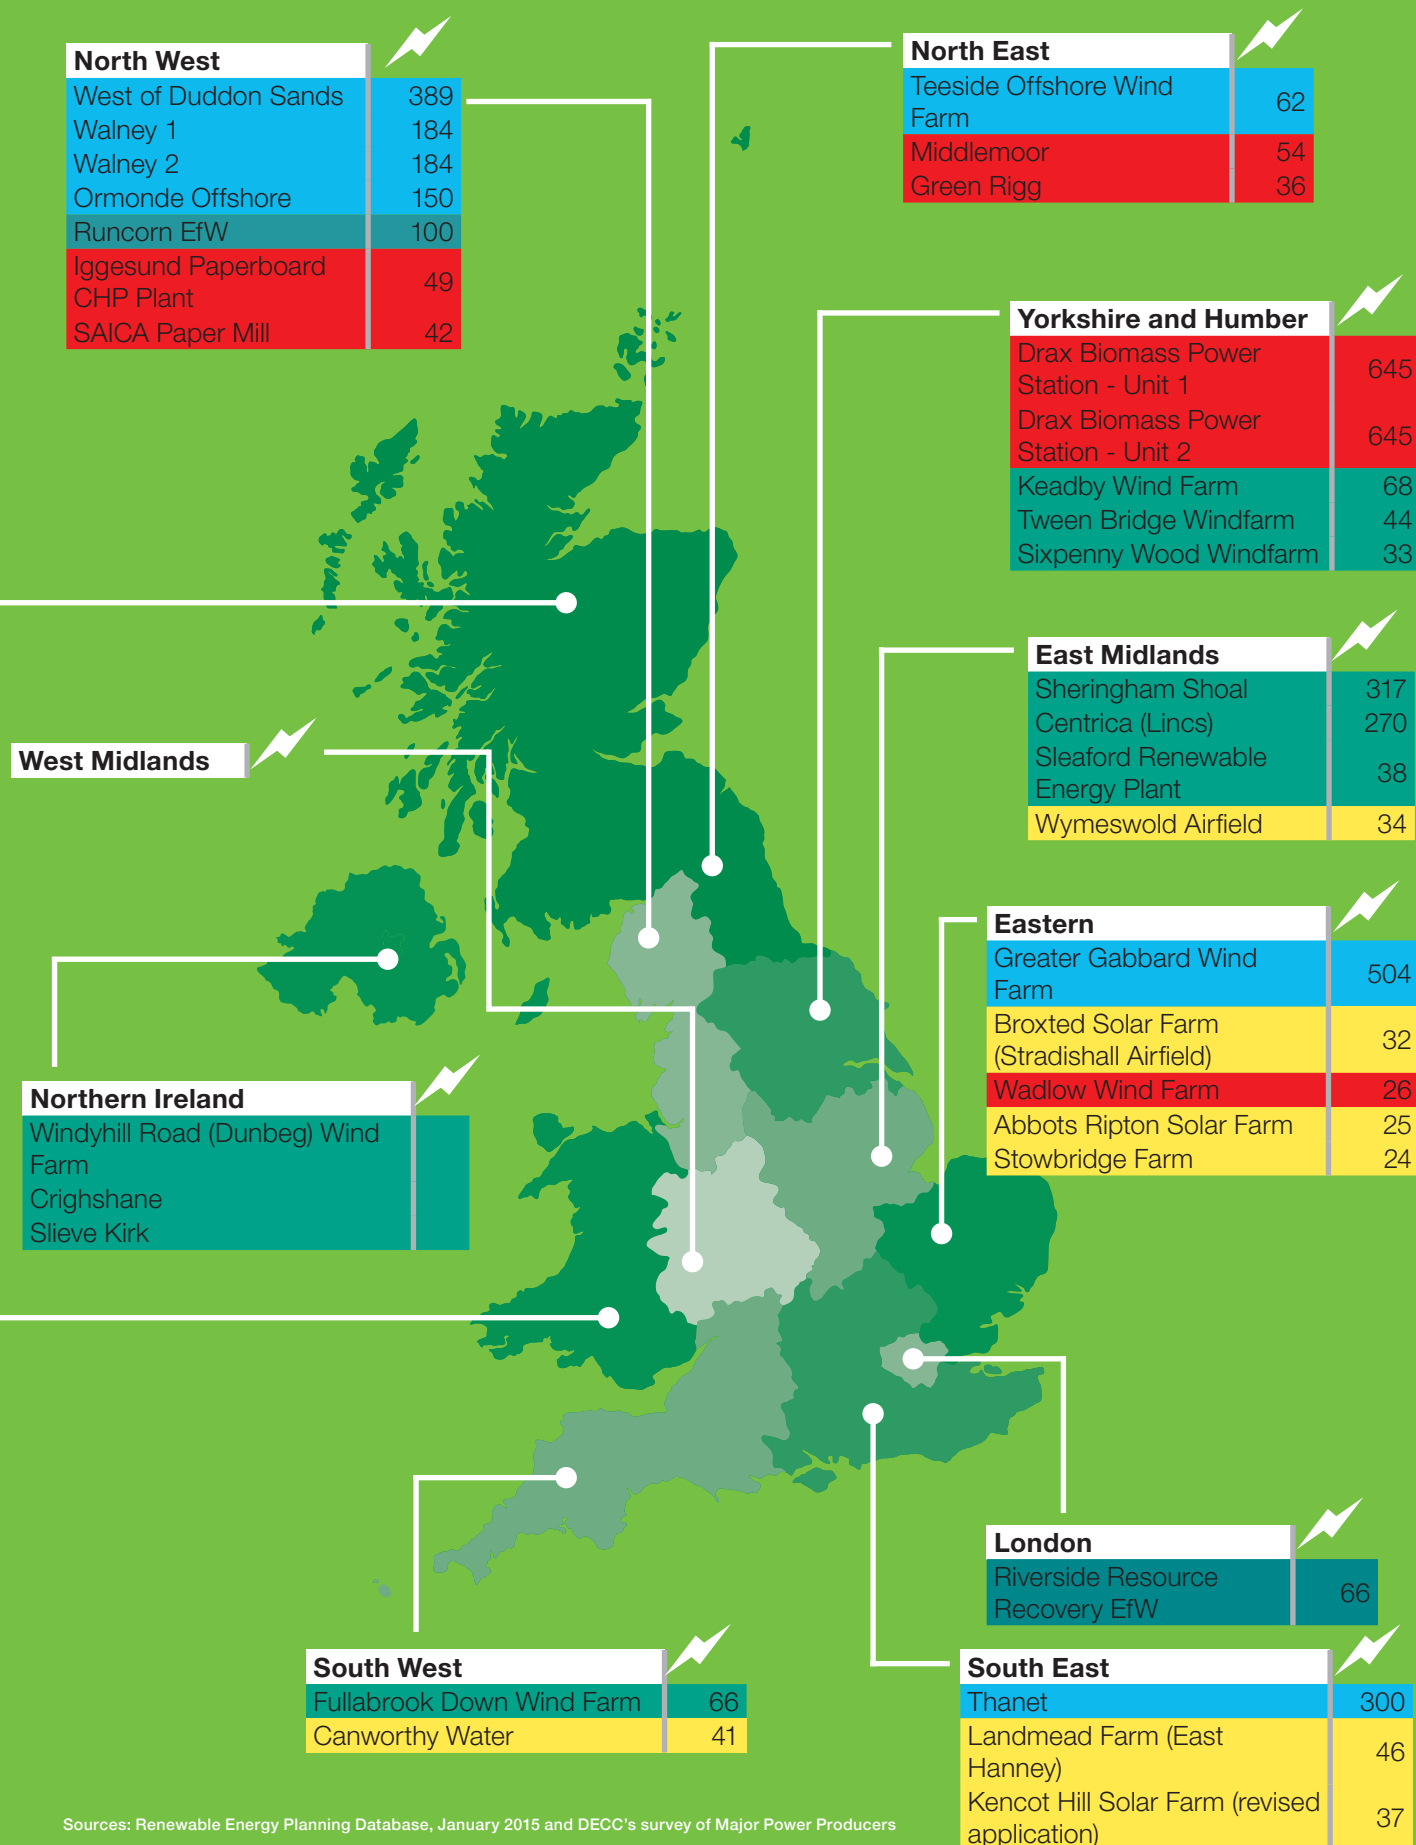 North West
West of Duddon Sands 389
Walney 1 184
Walney 2 184
Ormonde Offshore 150
Runcorn EfW 100
Iggesund Paperboard
CHP Plant 49
SAICA Paper Mill 42
North East
Teeside Offshore Wind
Farm 62
Middlemoor 54
Green Rigg 36
Yorkshire and Humber
Drax Biomass Power
Station - Unit 1 645
Drax Biomass Power
Station - Unit 2 645
Keadby Wind Farm 68
Tween Bridge Windfarm 44
Sixpenny Wood Windfarm 33
East Midlands
Sheringham Shoal 317
Centrica (Lincs) 270
Sleaford Renewable
Energy Plant 38
Wymeswold Airfield 34
West Midlands
Eastern
Greater Gabbard Wind
Farm 504
Broxted Solar Farm
(Stradishall Airfield) 32
Wadlow Wind Farm 26
Abbots Ripton Solar Farm 25
Stowbridge Farm 24
Northern Ireland
Windyhill Road (Dunbeg) Wind
Farm
Crighshane
Slieve Kirk
London
Riverside Resource
Recovery EfW 66
South West
Fullabrook Down Wind Farm 66
Canworthy Water 41
South East
Thanet 300
Landmead Farm (East
Hanney) 46
Kencot Hill Solar Farm (revised
application) 37
Sources: Renewable Energy Planning Database, January 2015 and DECC's survey of Major Power Producers